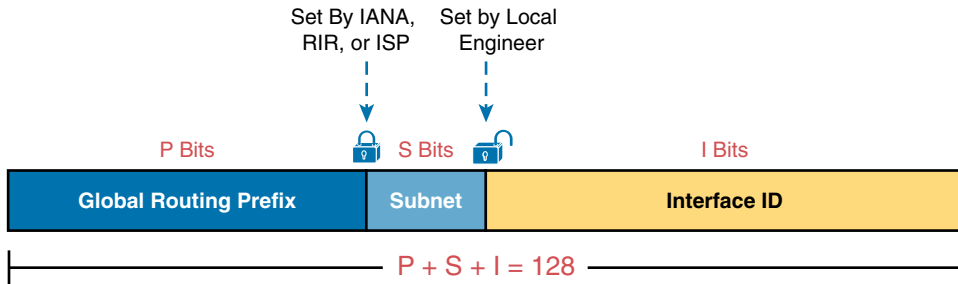 Set By IANA,
RIR, or ISP
Set by Local
Engineer
P Bits
S Bits
I Bits
Global Routing Prefix
Subnet
Interface ID
P + S + I = 128